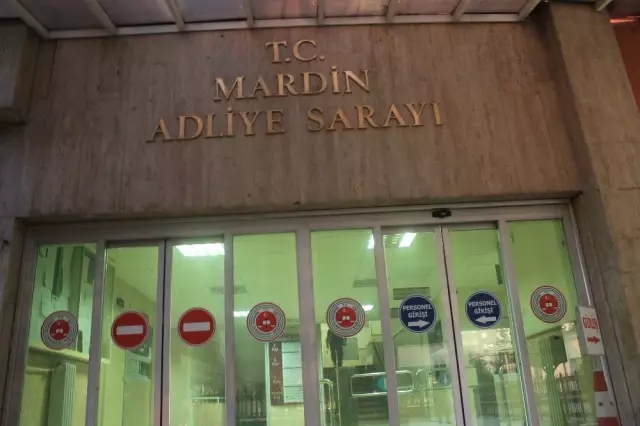 T.C.
MARDİN
ADLİYE SARAYI
PERSONEL
GİRİŞİ
PERSONEL
GİRİŞİ